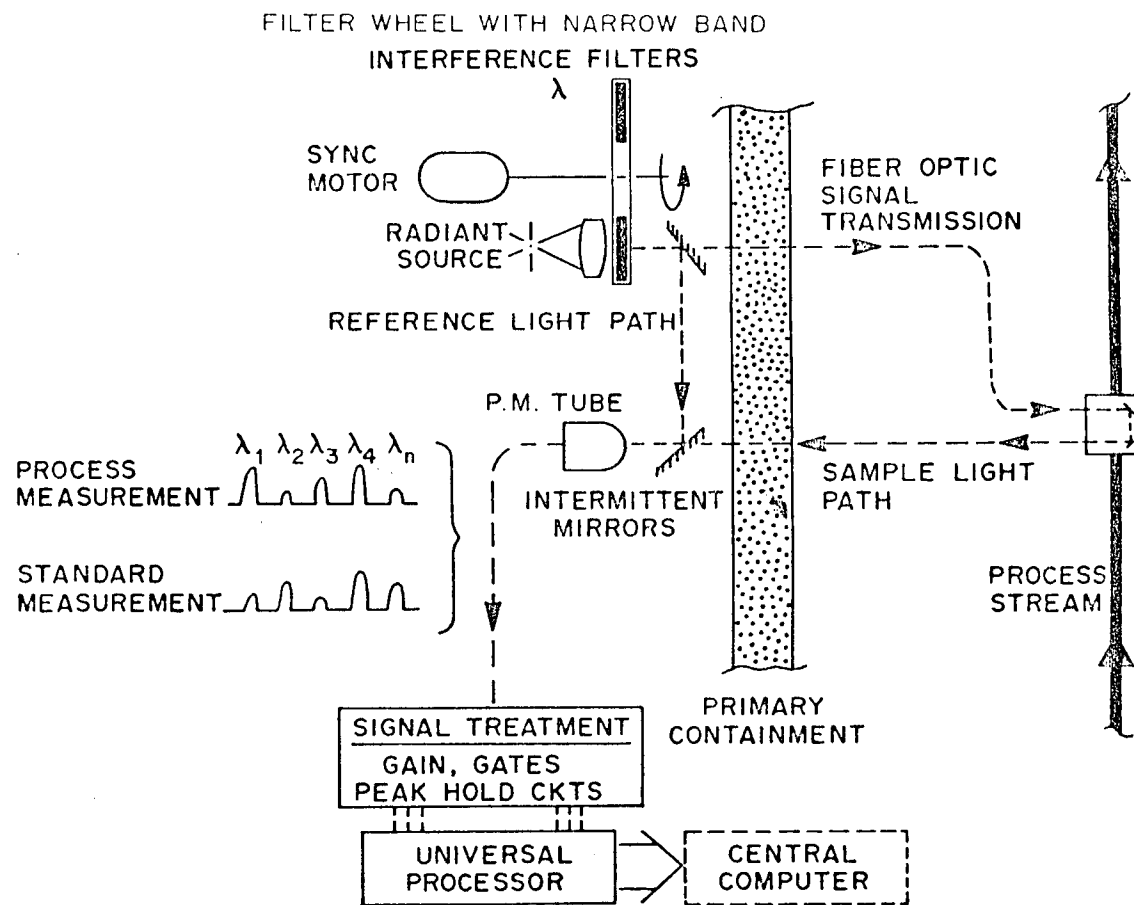 FILTER WHEEL WITH NARROW BAND
INTERFERENCE FILTERS
λ
SYNC
MOTOR
FIBER OPTIC
SIGNAL
TRANSMISSION
RADIANT
SOURCE
REFERENCE LIGHT PATH
P.M. TUBE
λ1 λ2 λ3 λ4 λn
PROCESS
MEASUREMENT
INTERMITTENT
MIRRORS
SAMPLE LIGHT
PATH
STANDARD
MEASUREMENT
PROCESS
STREAM
PRIMARY
CONTAINMENT
SIGNAL TREATMENT
GAIN, GATES
PEAK HOLD CKTS
UNIVERSAL
PROCESSOR
CENTRAL
COMPUTER